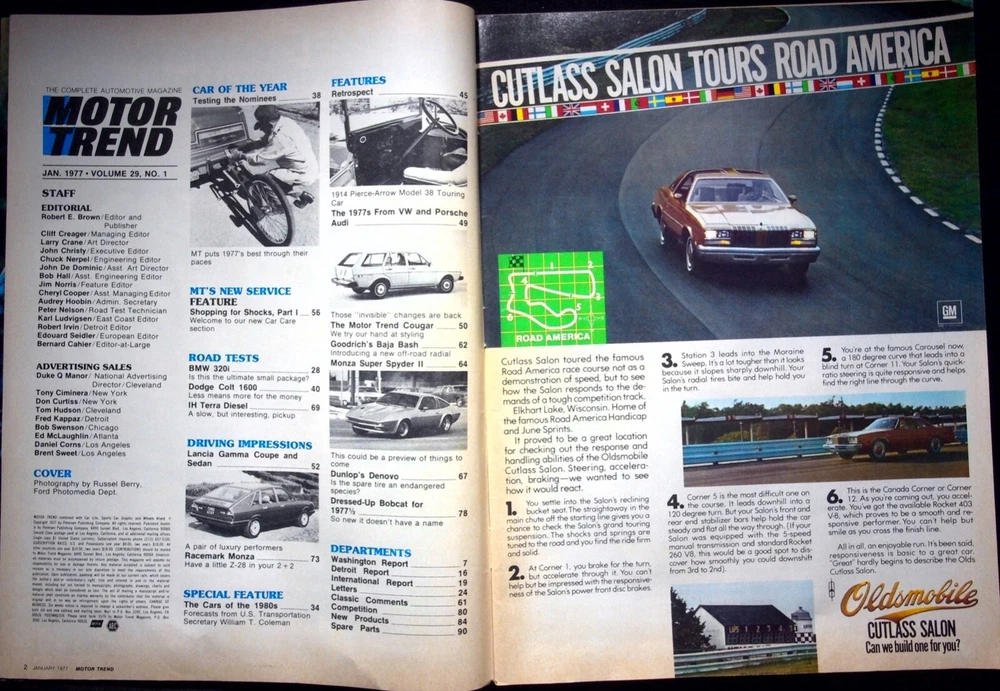 THE COMPLETE AUTOMOTIVE MAGAZINE
MOTOR
TREND
JAN. 1977 • VOLUME 29, NO. 1
STAFF
EDITORIAL
Robert E. Brown/Editor and
Publisher
Cliff Creager/Managing Editor
Larry Crane/Art Director
John Christy/Executive Editor
Chuck Nerpel/Engineering Editor
John De Dominic/Asst. Art Director
Bob Hall/Asst. Engineering Editor
Jim Norris/Feature Editor
Cheryl Cooper/Asst. Managing Editor
Audrey Hoobin/Admin. Secretary
Peter Nelson/Road Test Technician
Karl Ludvigsen/East Coast Editor
Robert Irvin/Detroit Editor
Edouard Seidler/European Editor
Bernard Cahier/Editor-at-Large
ADVERTISING SALES
Duke Q Manor/National Advertising
Director/Cleveland
Tony Ciminera/New York
Don Curtiss/New York
Tom Hudson/Cleveland
Fred Kappaz/Detroit
Bob Swenson/Chicago
Ed McLaughlin/Atlanta
Daniel Corns/Los Angeles
Brent Sweet/Los Angeles
COVER
Photography by Russel Berry,
Ford Photomedia Dept.
2 JANUARY 1977 MOTOR TREND
CAR OF THE YEAR
Testing the Nominees 38
MT puts 1977's best through their
paces
MT'S NEW SERVICE
FEATURE
Shopping for Shocks, Part I 56
Welcome to our new Car Care
section
ROAD TESTS
BMW 320i 28
Is this the ultimate small package?
Dodge Colt 1600 40
Less means more for the money
IH Terra Diesel 69
A slow, but interesting, pickup
DRIVING IMPRESSIONS
Lancia Gamma Coupe and
Sedan 52
A pair of luxury performers
Racemark Monza 73
Have a little Z-28 in your 2+2
SPECIAL FEATURE
The Cars of the 1980s 34
Forecasts from U.S. Transportation
Secretary William T. Coleman
FEATURES
Retrospect 45
1914 Pierce-Arrow Model 38 Touring
Car
The 1977s From VW and Porsche
Audi 49
Those "invisible" changes are back
The Motor Trend Cougar 50
We try our hand at styling
Goodrich's Baja Bash 62
Introducing a new off-road radial
Monza Super Spyder II 64
This could be a preview of things to
come
Dunlop's Denovo 67
Is the spare tire an endangered
species?
Dressed-Up Bobcat for
1977½ 78
So new it doesn't have a name
DEPARTMENTS
Washington Report 7
Detroit Report 16
International Report 19
Letters 24
Classic Comments 61
Competition 80
New Products 84
Spare Parts 90
CUTLASS SALON TOURS ROAD AMERICA
1
2
3
4
5
6
ROAD AMERICA
GM
Cutlass Salon toured the famous
Road America race course not as a
demonstration of speed, but to see
how the Salon responds to the de-
mands of a tough competition track.
Elkhart Lake, Wisconsin. Home of
the famous Road America Handicap
and June Sprints.
It proved to be a great location
for checking out the response and
handling abilities of the Oldsmobile
Cutlass Salon. Steering, accelera-
tion, braking—we wanted to see
how it would react.
1. You settle into the Salon's reclining
bucket seat. The straightaway in the
main chute off the starting line gives you a
chance to check the Salon's grand touring
suspension. The shocks and springs are
tuned to the road and you find the ride firm
and solid.
2. At Corner 1, you brake for the turn,
but accelerate through it. You can't
help but be impressed with the responsive-
ness of the Salon's power front disc brakes.
3. Station 3 leads into the Moraine
Sweep. It's a lot tougher than it looks
because it slopes sharply downhill. Your
Salon's radial tires bite and help hold you
in the turn.
4. Corner 5 is the most difficult one on
the course. It leads downhill into a
120 degree turn. But your Salon's front and
rear end stabilizer bars help hold the car
steady and flat all the way through. (If your
Salon was equipped with the 5-speed
manual transmission and standard Rocket
260 V8, this would be a good spot to dis-
cover how smoothly you could downshift
from 3rd to 2nd).
5. You're at the famous Carousel now,
a 180 degree curve that leads into a
blind turn at Corner 11. Your Salon's quick-
ratio steering is quite responsive and helps
find the right line through the curve.
6. This is the Canada Corner or Corner
12. As you're coming out, you accel-
erate. You've got the available Rocket 403
V-8, which proves to be a smooth and re-
sponsive performer. You can't help but
smile as you cross the finish line.
All in all, an enjoyable run. It's been said,
responsiveness is basic to a great car.
"Great" hardly begins to describe the Olds
Cutlass Salon.
LAPS 1 2 3 4
Oldsmobile
CUTLASS SALON
Can we build one for you?